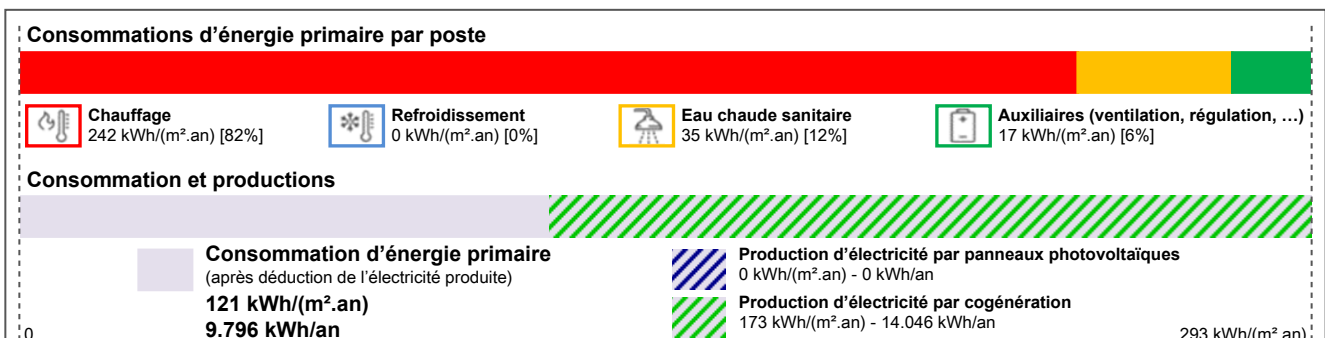 Consommations d'énergie primaire par poste
Chauffage
242 kWh/(m².an) [82%]
Refroidissement
0 kWh/(m².an) [0%]
Eau chaude sanitaire
35 kWh/(m².an) [12%]
Auxiliaires (ventilation, régulation, …)
17 kWh/(m².an) [6%]
Consommation et productions
Consommation d'énergie primaire
(après déduction de l'électricité produite)
121 kWh/(m².an)
9.796 kWh/an
Production d'électricité par panneaux photovoltaïques
0 kWh/(m².an) - 0 kWh/an
Production d'électricité par cogénération
173 kWh/(m².an) - 14.046 kWh/an
0
293 kWh/(m².an)